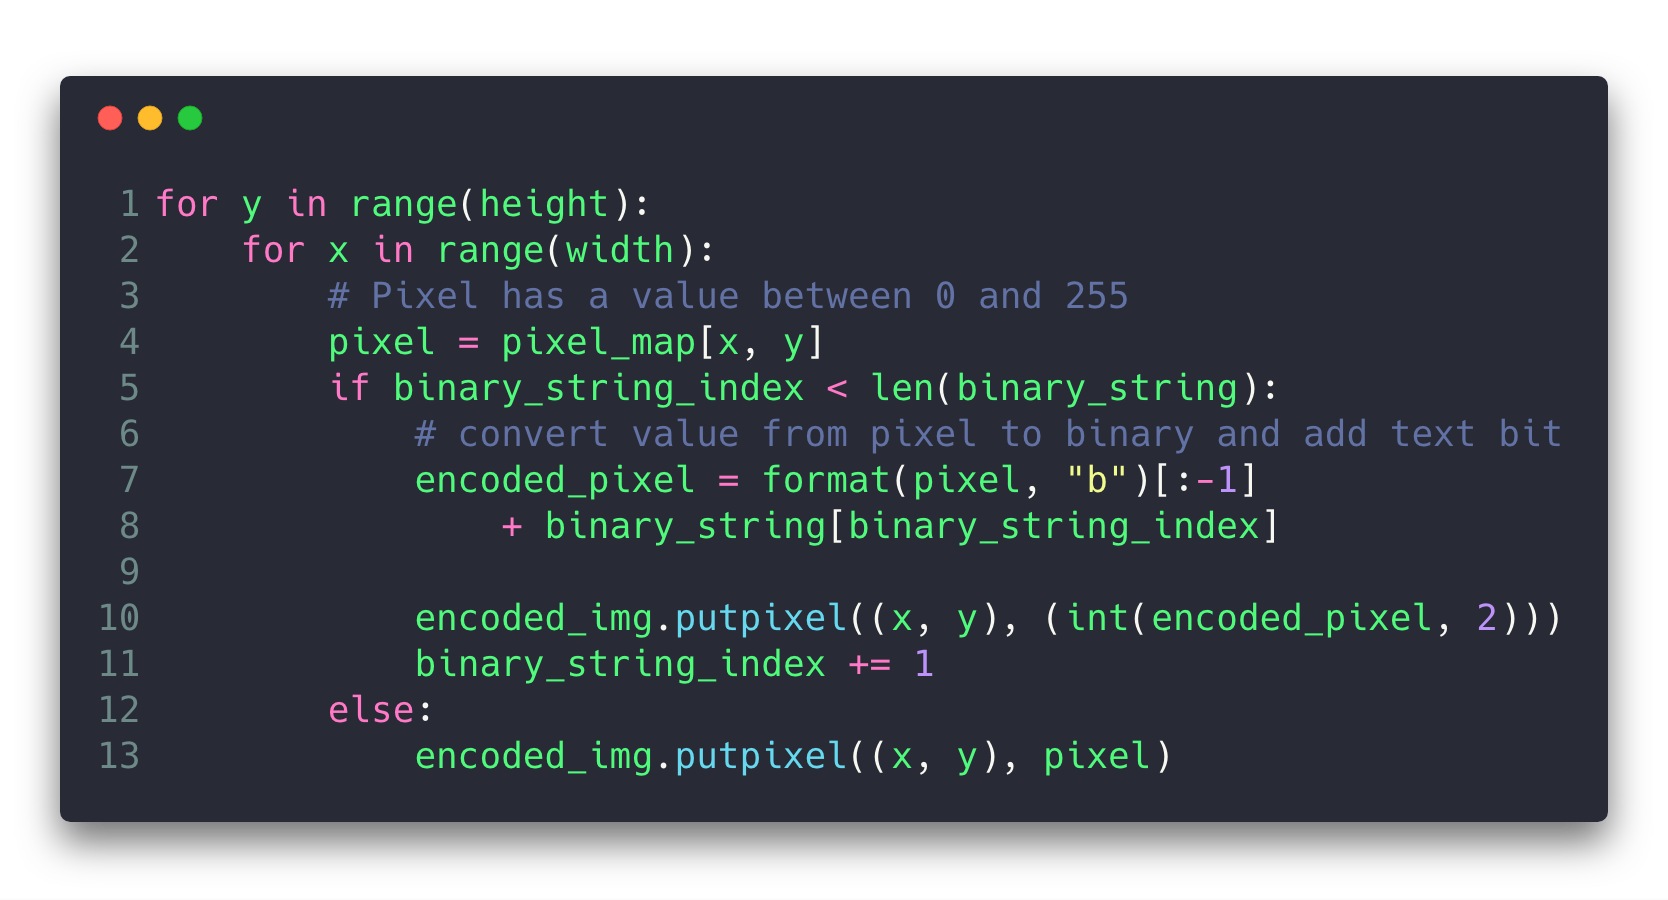 1 for y in range(height):
2     for x in range(width):
3         # Pixel has a value between 0 and 255
4         pixel = pixel_map[x, y]
5         if binary_string_index < len(binary_string):
6             # convert value from pixel to binary and add text bit
7             encoded_pixel = format(pixel, "b")[:-1]
8                 + binary_string[binary_string_index]
9
10             encoded_img.putpixel((x, y), (int(encoded_pixel, 2)))
11             binary_string_index += 1
12         else:
13             encoded_img.putpixel((x, y), pixel)